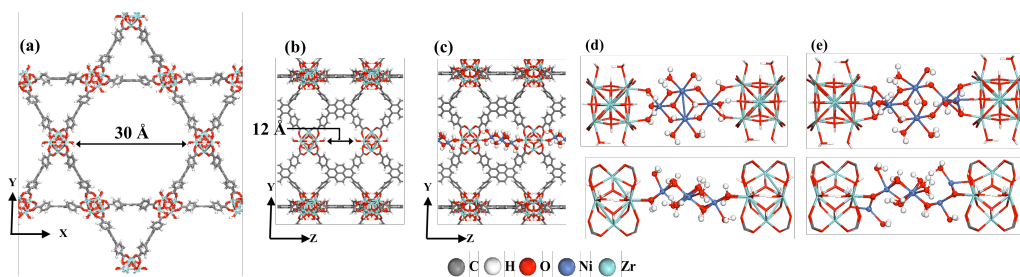 (a)
30 Å
Y
X
(b)
12 Å
Y
Z
(c)
Y
Z
(d)
(e)
C H O Ni Zr